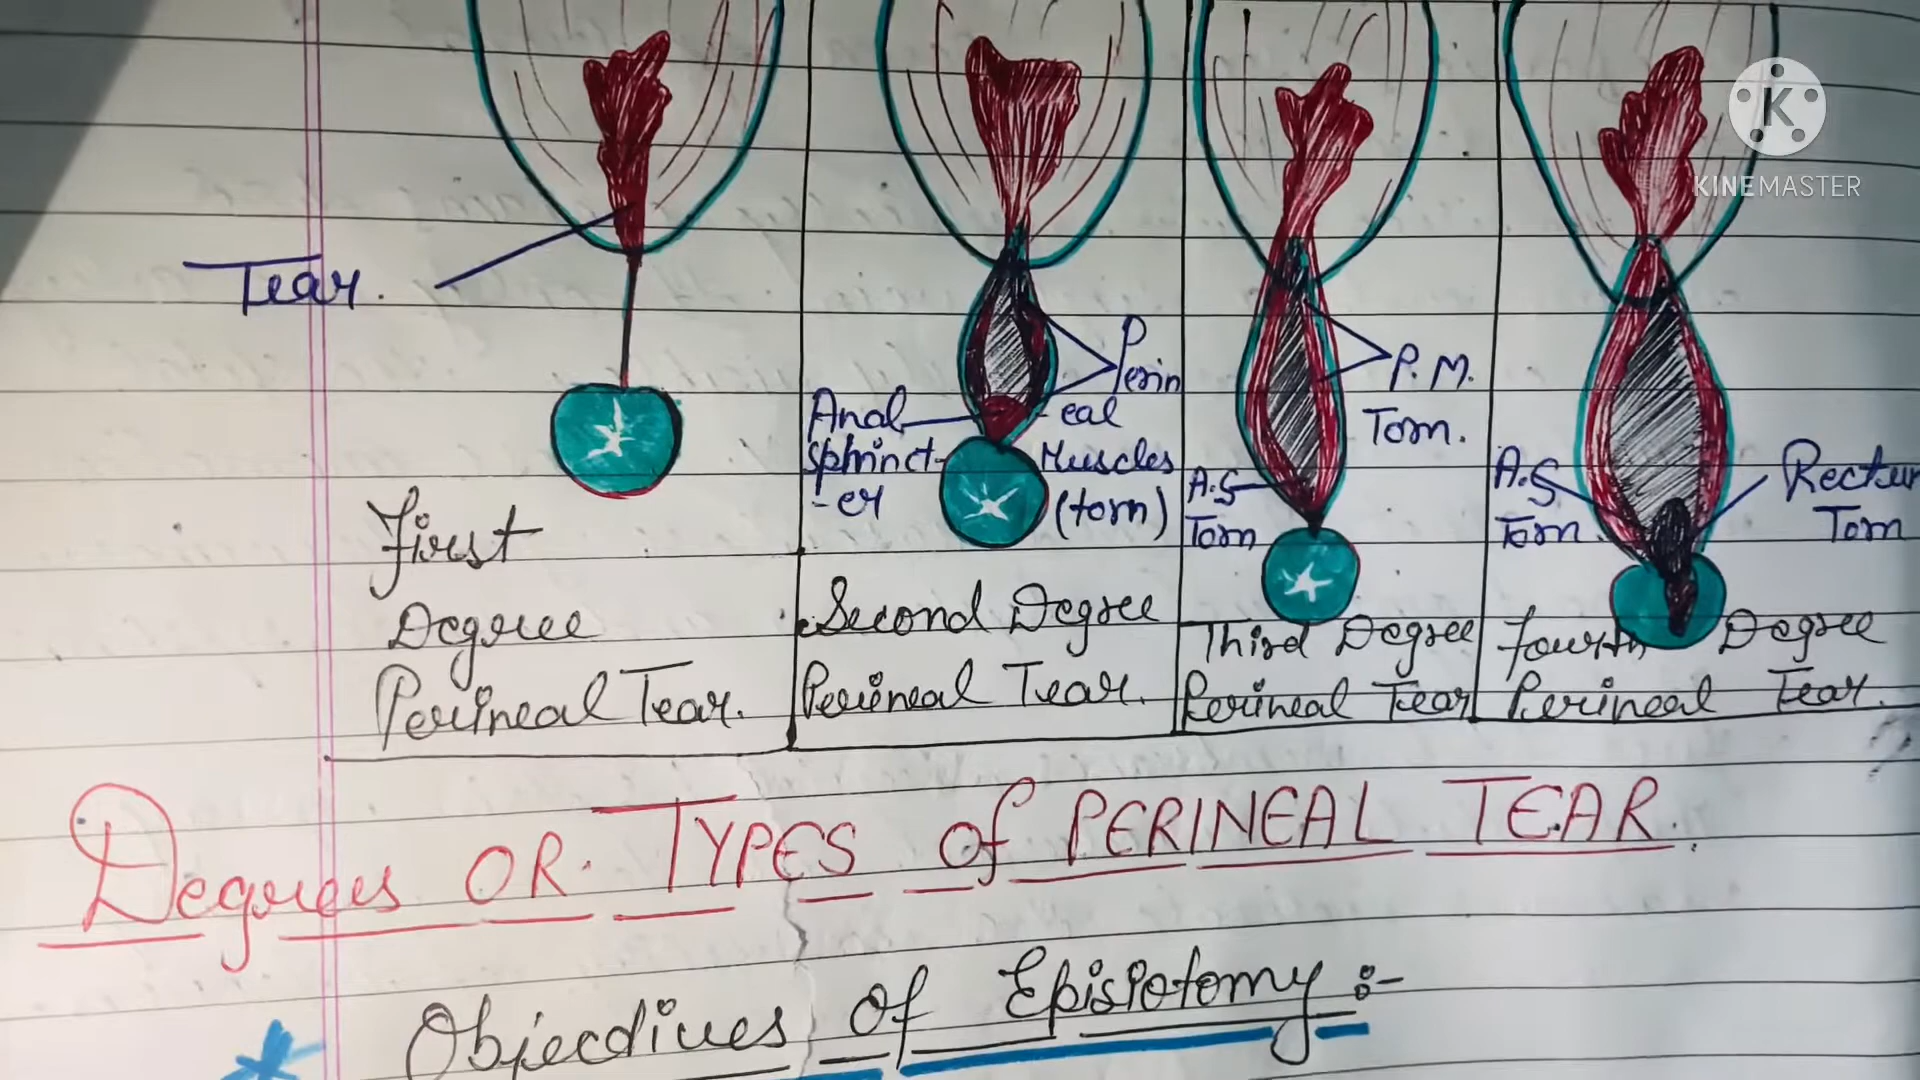 K
KINEMASTER
Tear.
First
Degree
Perineal Tear.
Anal
Sphinct-
-er
Perin
eal
Muscles
(torn)
Second Degree
Perineal Tear.
P.M.
Torn.
A.S
Torn
Third Degree
Perineal Tear
A.S
Torn
Rectum
Torn
fourth Degree
Perineal Tear.
Degrees OR. TYPES of PERINEAL TEAR.
Objecdives of Episiotomy :-